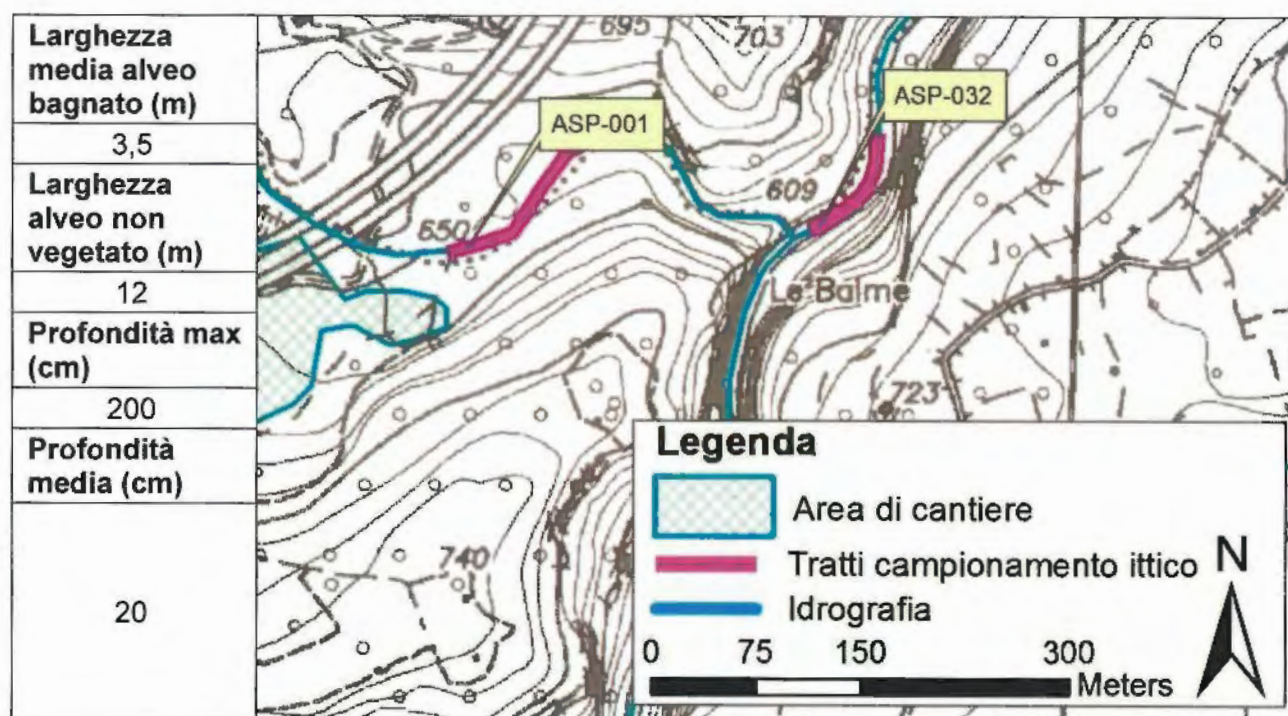 Larghezza
media alveo
bagnato (m)
3,5
Larghezza
alveo non
vegetato (m)
12
Profondità max
(cm)
200
Profondità
media (cm)
20
695
703
ASP-001
ASP-032
609
650
Le Balme
723
740
Legenda
Area di cantiere
Tratti campionamento ittico
Idrografia
N
0 75 150 300
Meters